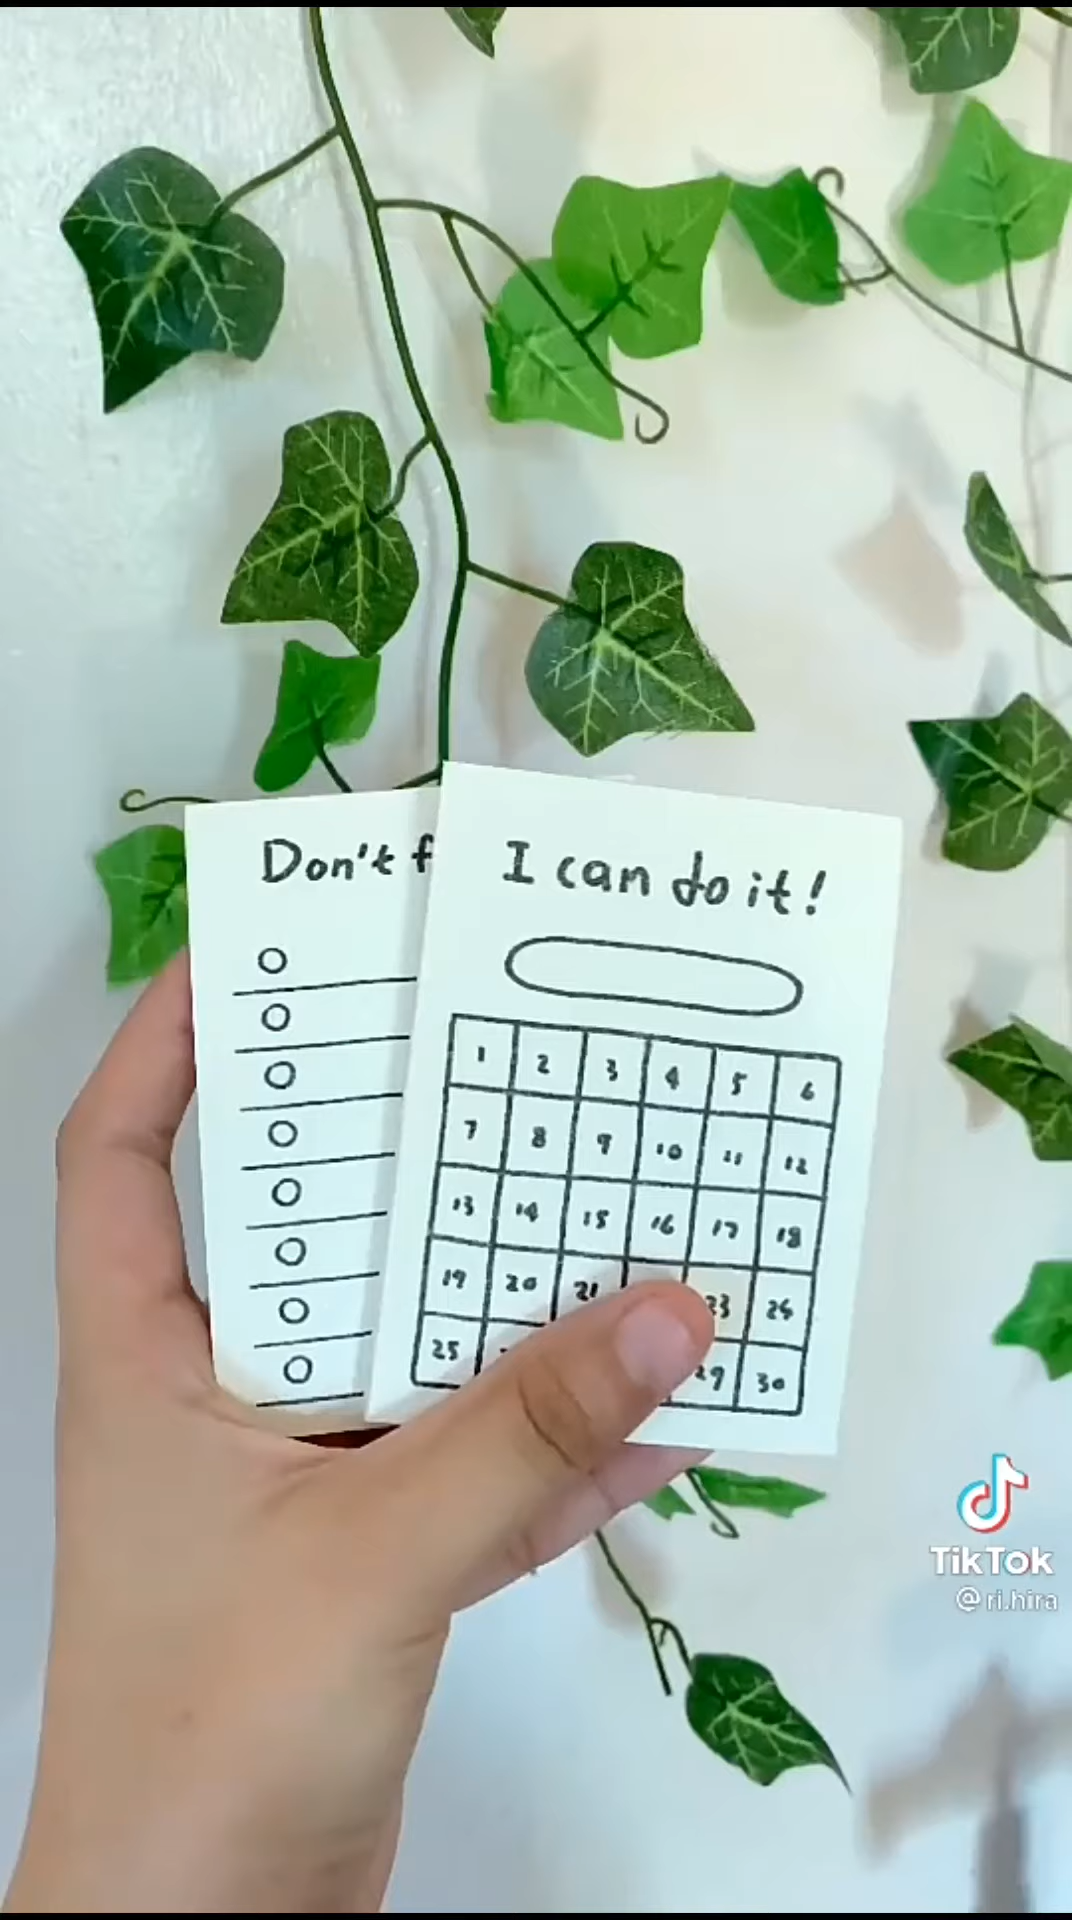 Don't f
I can do it!
1 2 3 4 5 6
7 8 9 10 11 12
13 14 15 16 17 18
19 20 21 23 24
25 29 30
TikTok
@ri.hira